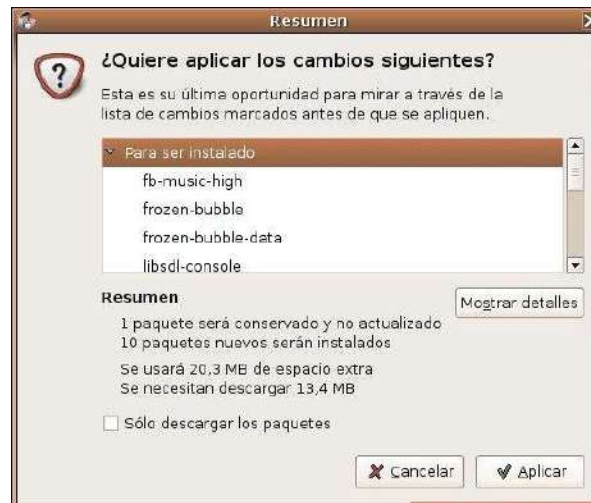 Resumen
¿Quiere aplicar los cambios siguientes?
Esta es su última oportunidad para mirar a través de la
lista de cambios marcados antes de que se apliquen.
Para ser instalado
fb-music-high
frozen-bubble
frozen-bubble-data
libsdl-console
Resumen
Mostrar detalles
1 paquete será conservado y no actualizado
10 paquetes nuevos serán instalados
Se usará 20,3 MB de espacio extra
Se necesitan descargar 13,4 MB
Sólo descargar los paquetes
Cancelar
Aplicar